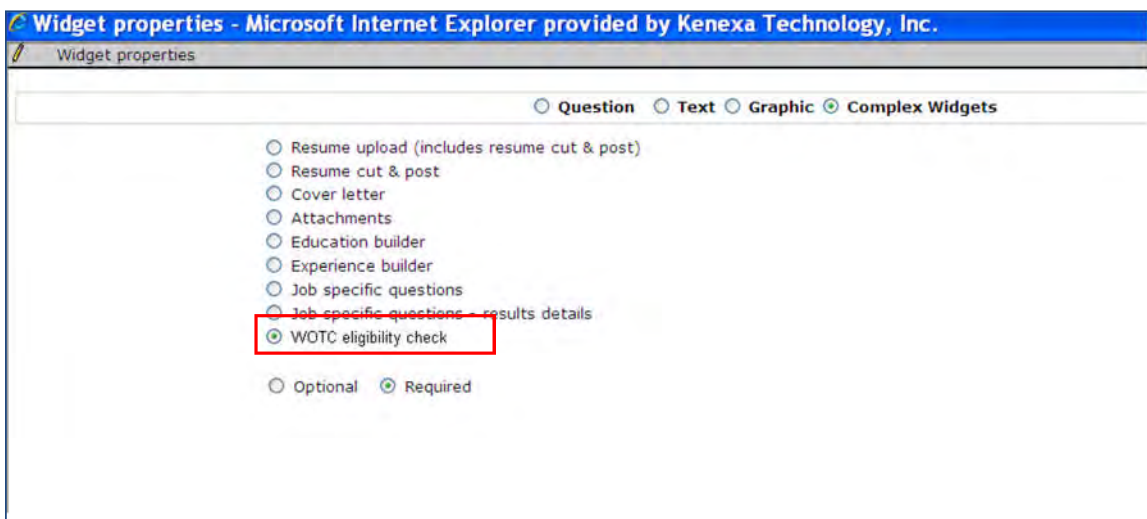 Widget properties - Microsoft Internet Explorer provided by Kenexa Technology, Inc.
Widget properties
Question Text Graphic Complex Widgets
Resume upload (includes resume cut & post)
Resume cut & post
Cover letter
Attachments
Education builder
Experience builder
Job specific questions
Job specific questions - results details
WOTC eligibility check
Optional Required